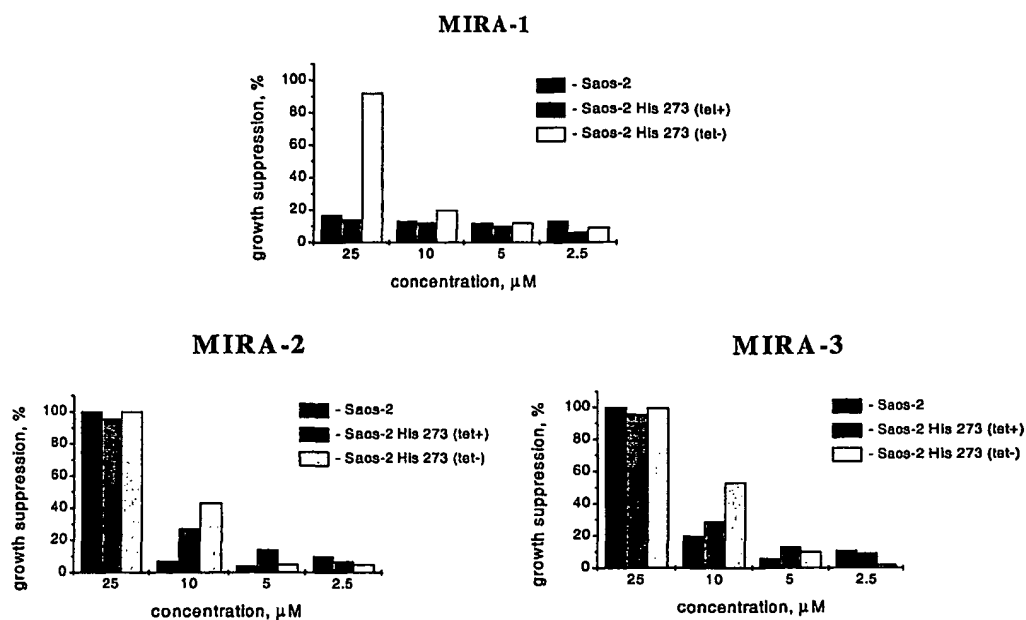 MIRA-1
growth suppression, %
100
80
60
40
20
0
25 10 5 2.5
concentration, µM
- Saos-2
- Saos-2 His 273 (tet+)
- Saos-2 His 273 (tet-)
MIRA-2
growth suppression, %
100
80
60
40
20
0
25 10 5 2.5
concentration, µM
- Saos-2
- Saos-2 His 273 (tet+)
- Saos-2 His 273 (tet-)
MIRA-3
growth suppression, %
100
80
60
40
20
0
25 10 5 2.5
concentration, µM
- Saos-2
- Saos-2 His 273 (tet+)
- Saos-2 His 273 (tet-)